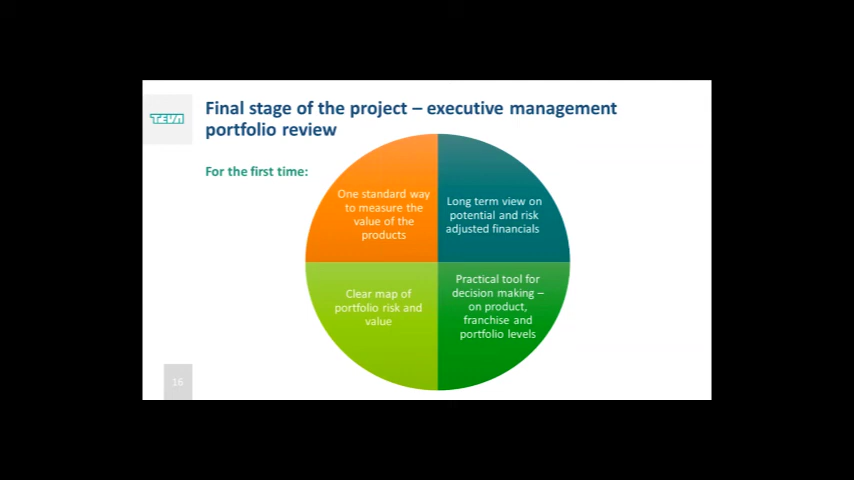 TEVA
Final stage of the project – executive management
portfolio review
For the first time:
One standard way
to measure the
value of the
products
Long term view on
potential and risk
adjusted financials
Clear map of
portfolio risk and
value
Practical tool for
decision making –
on product,
franchise and
portfolio levels
16